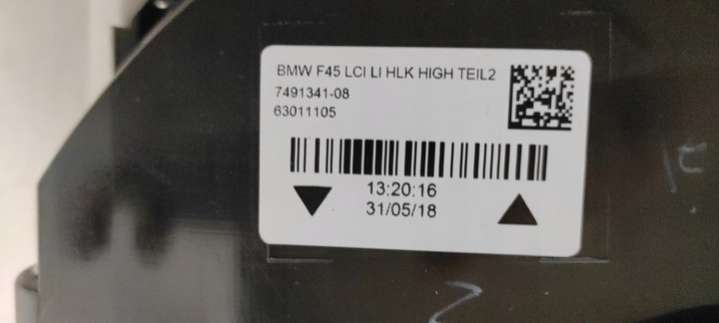 BMW F45 LCI LI HLK HIGH TEIL2
7491341-08
63011105
13:20:16
31/05/18